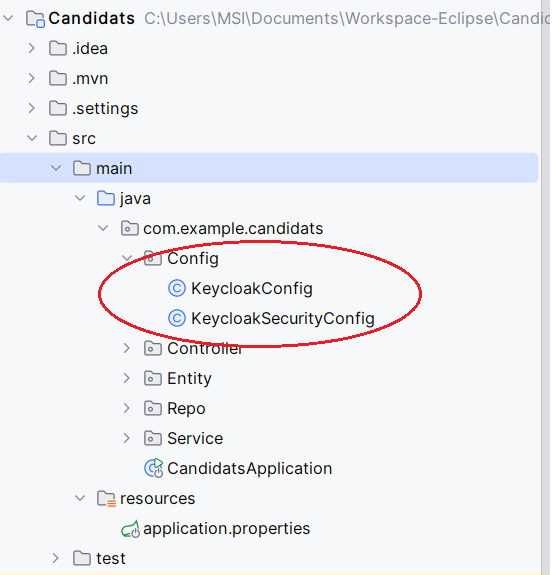 Candidats C:\Users\MSI\Documents\Workspace-Eclipse\Candid
.idea
.mvn
.settings
src
main
java
com.example.candidats
Config
KeycloakConfig
KeycloakSecurityConfig
Controller
Entity
Repo
Service
CandidatsApplication
resources
application.properties
test